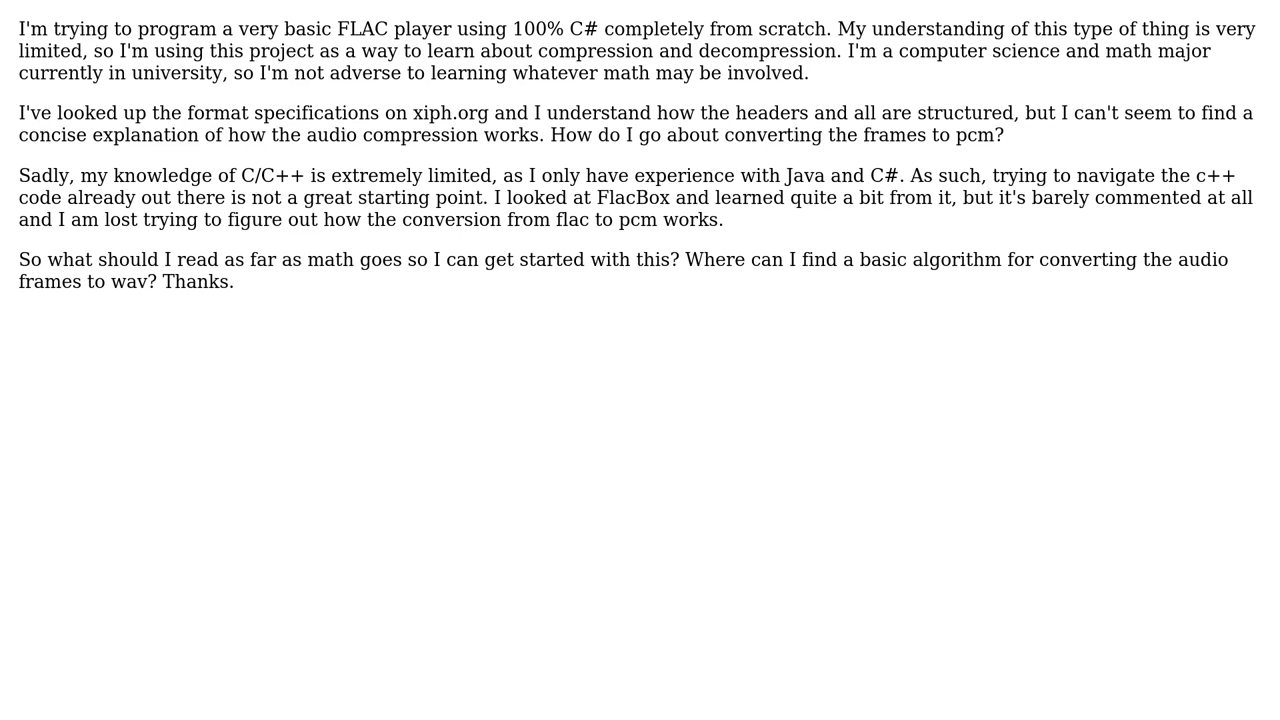 I'm trying to program a very basic FLAC player using 100% C# completely from scratch. My understanding of this type of thing is very
limited, so I'm using this project as a way to learn about compression and decompression. I'm a computer science and math major
currently in university, so I'm not adverse to learning whatever math may be involved.
I've looked up the format specifications on xiph.org and I understand how the headers and all are structured, but I can't seem to find a
concise explanation of how the audio compression works. How do I go about converting the frames to pcm?
Sadly, my knowledge of C/C++ is extremely limited, as I only have experience with Java and C#. As such, trying to navigate the c++
code already out there is not a great starting point. I looked at FlacBox and learned quite a bit from it, but it's barely commented at all
and I am lost trying to figure out how the conversion from flac to pcm works.
So what should I read as far as math goes so I can get started with this? Where can I find a basic algorithm for converting the audio
frames to wav? Thanks.